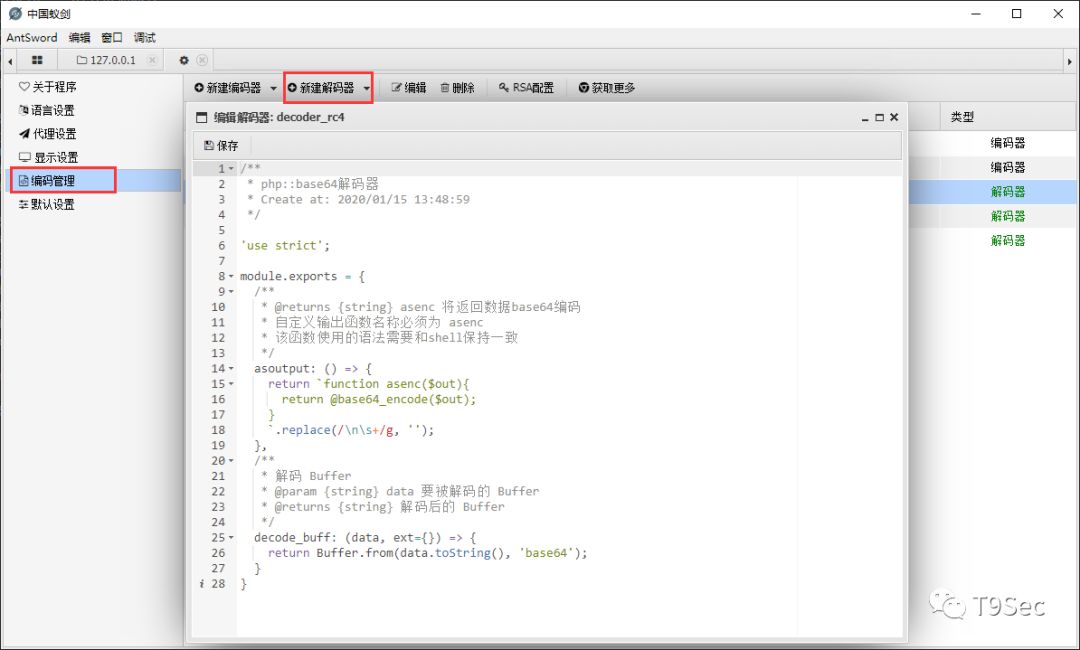 中国蚁剑
AntSword 编辑 窗口 调试
127.0.0.1
关于程序
语言设置
代理设置
显示设置
编码管理
默认设置
新建编码器 新建解码器 编辑 删除 RSA配置 获取更多
类型
编码器
编码器
解码器
解码器
解码器
编辑解码器: decoder_rc4
保存
1 /**
2  * php::base64解码器
3  * Create at: 2020/01/15 13:48:59
4  */
5
6 'use strict';
7
8 module.exports = {
9   /**
10    * @returns {string} asenc 将返回数据base64编码
11    * 自定义输出函数名称必须为 asenc
12    * 该函数使用的语法需要和shell保持一致
13    */
14   asoutput: () => {
15     return `function asenc($out){
16       return @base64_encode($out);
17     }
18     `.replace(/\n\s+/g, '');
19   },
20   /**
21    * 解码 Buffer
22    * @param {string} data 要被解码的 Buffer
23    * @returns {string} 解码后的 Buffer
24    */
25   decode_buff: (data, ext={}) => {
26     return Buffer.from(data.toString(), 'base64');
27   }
28 }
T9Sec